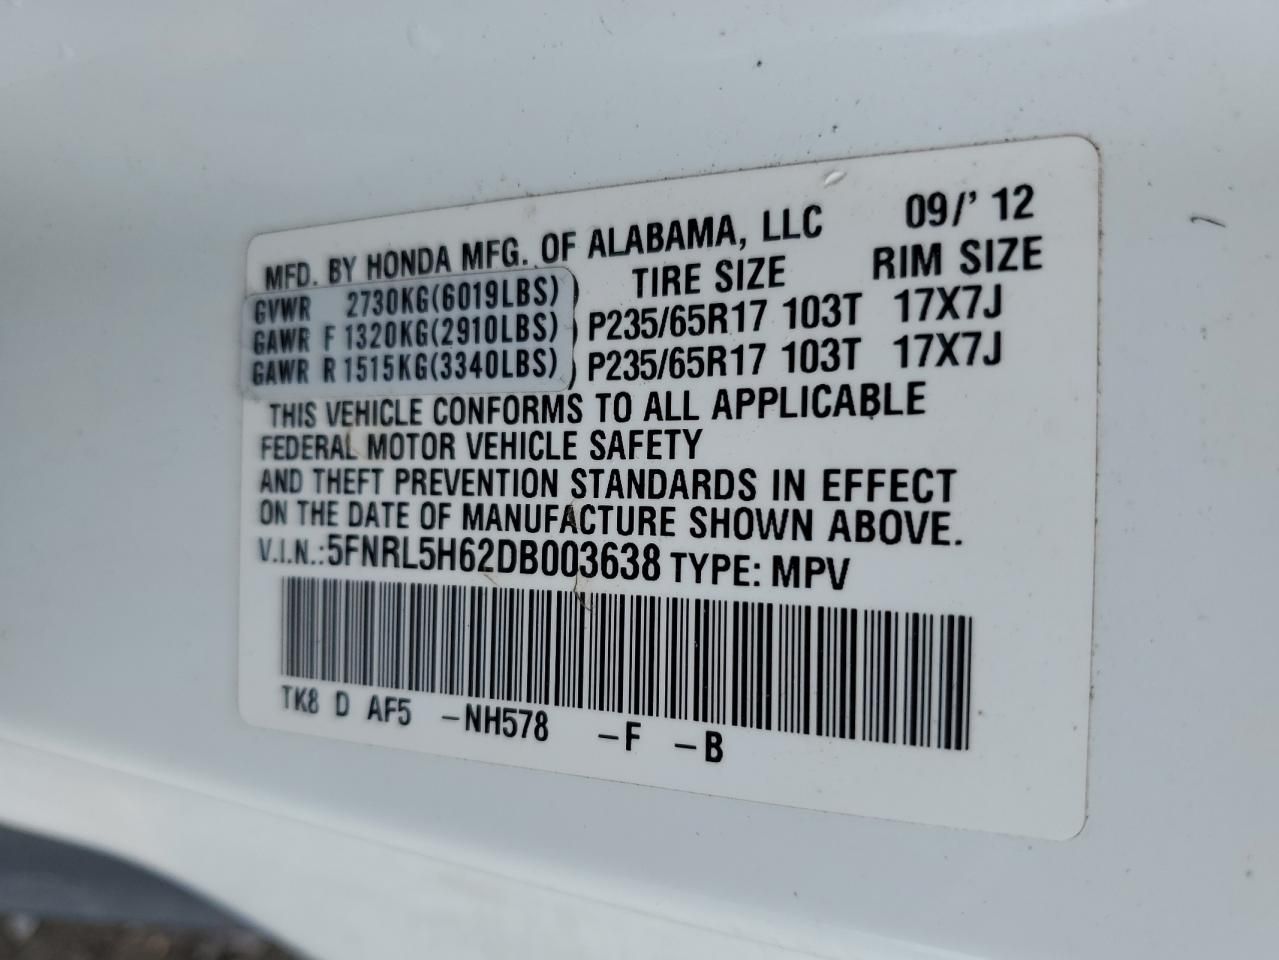 MFD. BY HONDA MFG. OF ALABAMA, LLC 09/' 12
TIRE SIZE RIM SIZE
GVWR 2730KG(6019LBS)
GAWR F 1320KG(2910LBS) P235/65R17 103T 17X7J
GAWR R 1515KG(3340LBS) P235/65R17 103T 17X7J
THIS VEHICLE CONFORMS TO ALL APPLICABLE
FEDERAL MOTOR VEHICLE SAFETY
AND THEFT PREVENTION STANDARDS IN EFFECT
ON THE DATE OF MANUFACTURE SHOWN ABOVE.
V.I.N.:5FNRL5H62DB003638 TYPE: MPV
TK8 D AF5 -NH578 -F -B